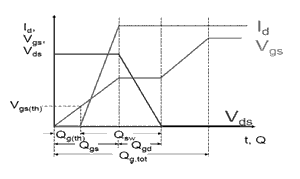 Id,
Vgs,
Vds
Id
Vgs
Vgs(th)
Vds
Qg(th)
Qsw
t, Q
Qgs
Qgd
Qg.tot